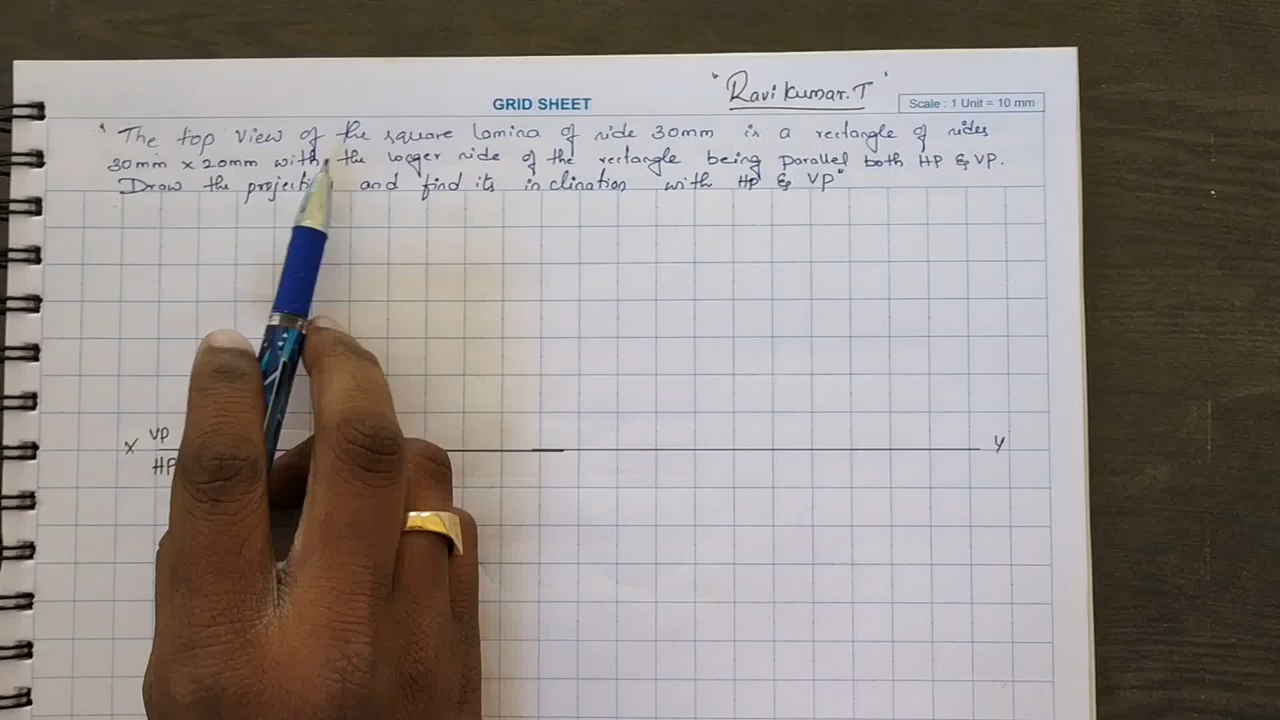 "Ravi Kumar.T"
GRID SHEET
Scale : 1 Unit = 10 mm
"The top view of the square lamina of side 30mm is a rectangle of sides
30mm x 20mm with the longer side of the rectangle being parallel both HP & VP.
Draw the projection and find its inclination with HP & VP"
VP
X
Y
HP